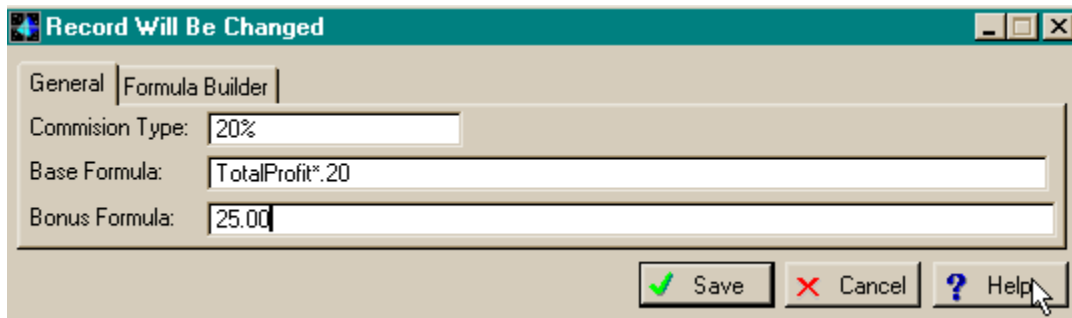 Record Will Be Changed
General Formula Builder
Commision Type: 20%
Base Formula: TotalProfit*.20
Bonus Formula: 25.00
Save Cancel ? Help